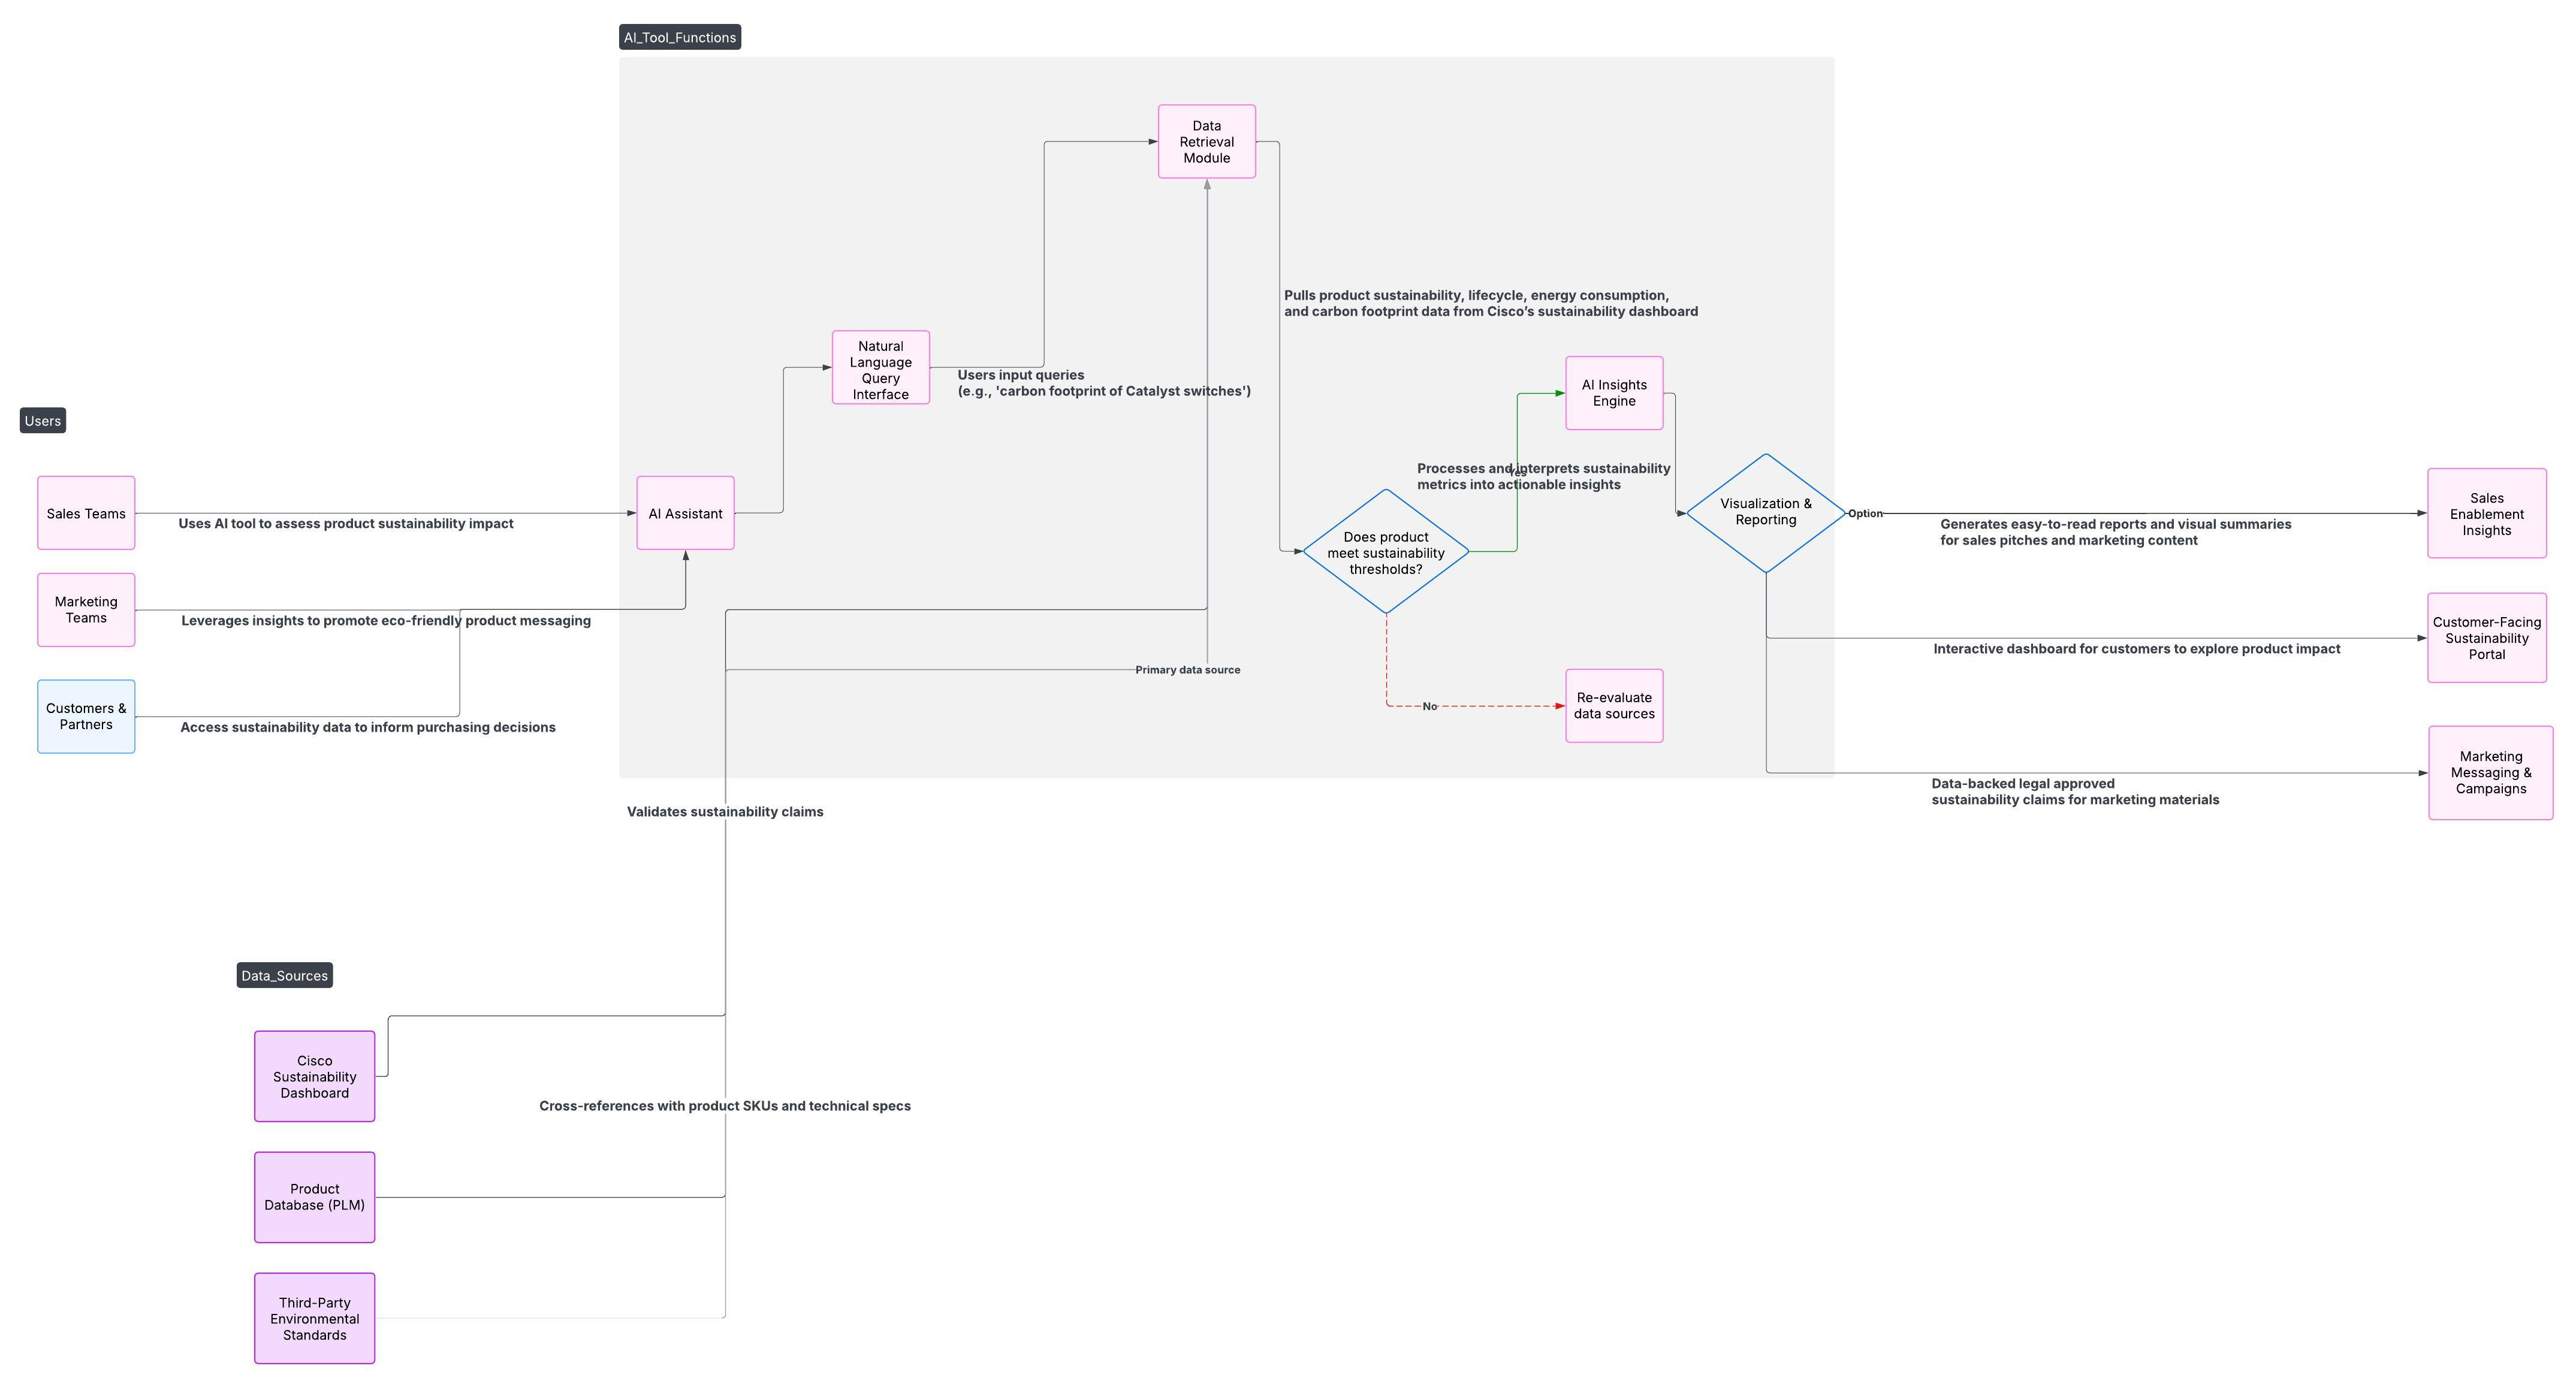 AI_Tool_Functions
Data
Retrieval
Module
Pulls product sustainability, lifecycle, energy consumption,
and carbon footprint data from Cisco’s sustainability dashboard
Natural
Language
Query
Interface
Users input queries
(e.g., 'carbon footprint of Catalyst switches')
AI Insights
Engine
Users
Processes and interprets sustainability
metrics into actionable insights
Yes
Sales Teams
Uses AI tool to assess product sustainability impact
AI Assistant
Does product
meet sustainability
thresholds?
Visualization &
Reporting
Option
Generates easy-to-read reports and visual summaries
for sales pitches and marketing content
Sales
Enablement
Insights
Marketing
Teams
Leverages insights to promote eco-friendly product messaging
Interactive dashboard for customers to explore product impact
Customer-Facing
Sustainability
Portal
Primary data source
Customers &
Partners
Access sustainability data to inform purchasing decisions
No
Re-evaluate
data sources
Data-backed legal approved
sustainability claims for marketing materials
Marketing
Messaging &
Campaigns
Validates sustainability claims
Data_Sources
Cisco
Sustainability
Dashboard
Cross-references with product SKUs and technical specs
Product
Database (PLM)
Third-Party
Environmental
Standards